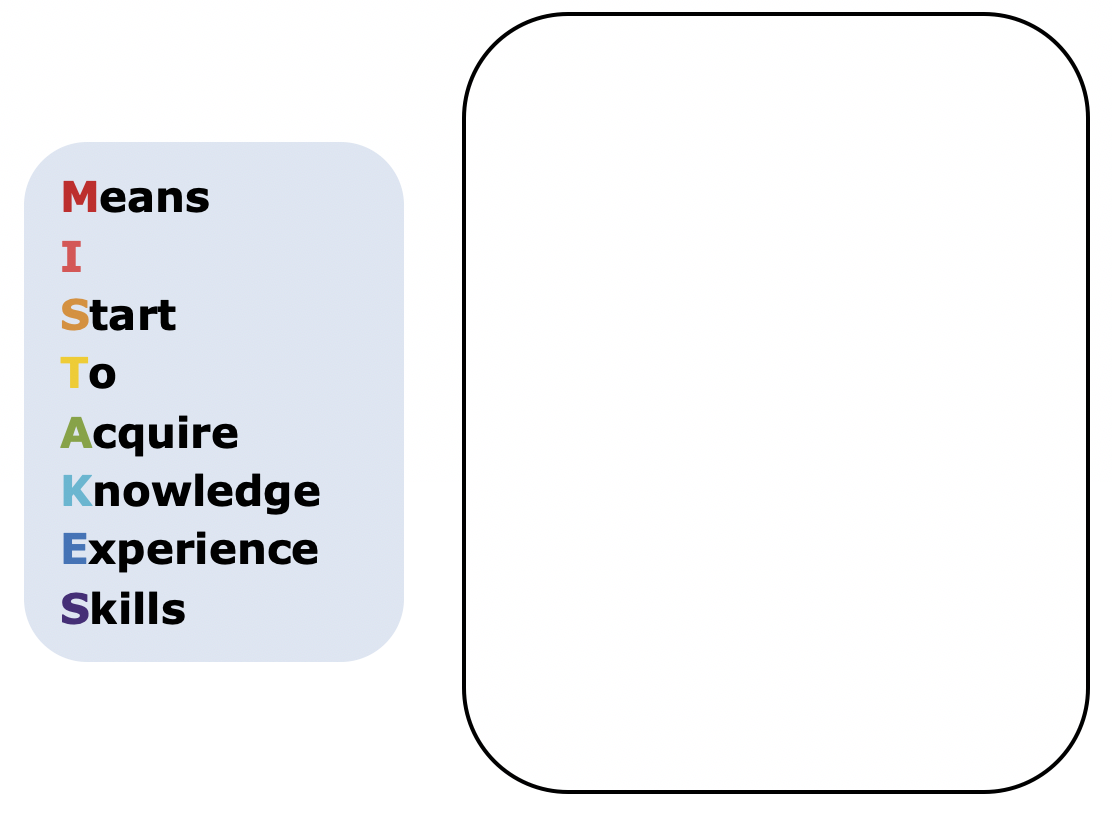 Means
I
Start
To
Acquire
Knowledge
Experience
Skills